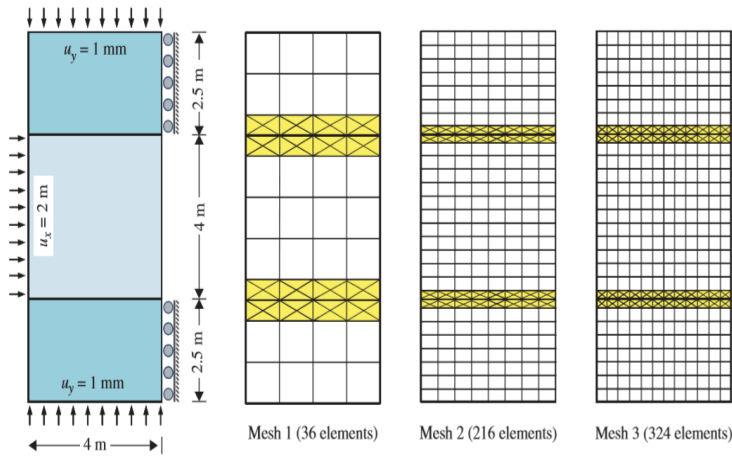 u_y = 1 mm
2.5 m
u_x = 2 m
4 m
u_y = 1 mm
2.5 m
4 m
Mesh 1 (36 elements)
Mesh 2 (216 elements)
Mesh 3 (324 elements)